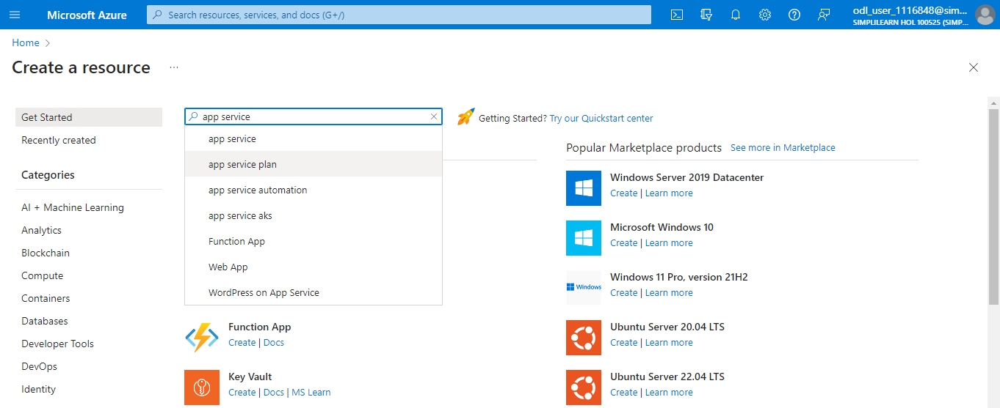 Microsoft Azure
Search resources, services, and docs (G+/)
odl_user_1116848@sim...
SIMPLILEARN HOL 100525 (SIMP...
Home
Create a resource
...
Get Started
Recently created
Categories
AI + Machine Learning
Analytics
Blockchain
Compute
Containers
Databases
Developer Tools
DevOps
Identity
app service
app service
app service plan
app service automation
app service aks
Function App
Web App
WordPress on App Service
Function App
Create | Docs
Key Vault
Create | Docs | MS Learn
Getting Started? Try our Quickstart center
Popular Marketplace products See more in Marketplace
Windows Server 2019 Datacenter
Create | Learn more
Microsoft Windows 10
Create | Learn more
Windows
Windows 11 Pro, version 21H2
Create | Learn more
Ubuntu Server 20.04 LTS
Create | Learn more
Ubuntu Server 22.04 LTS
Create | Learn more